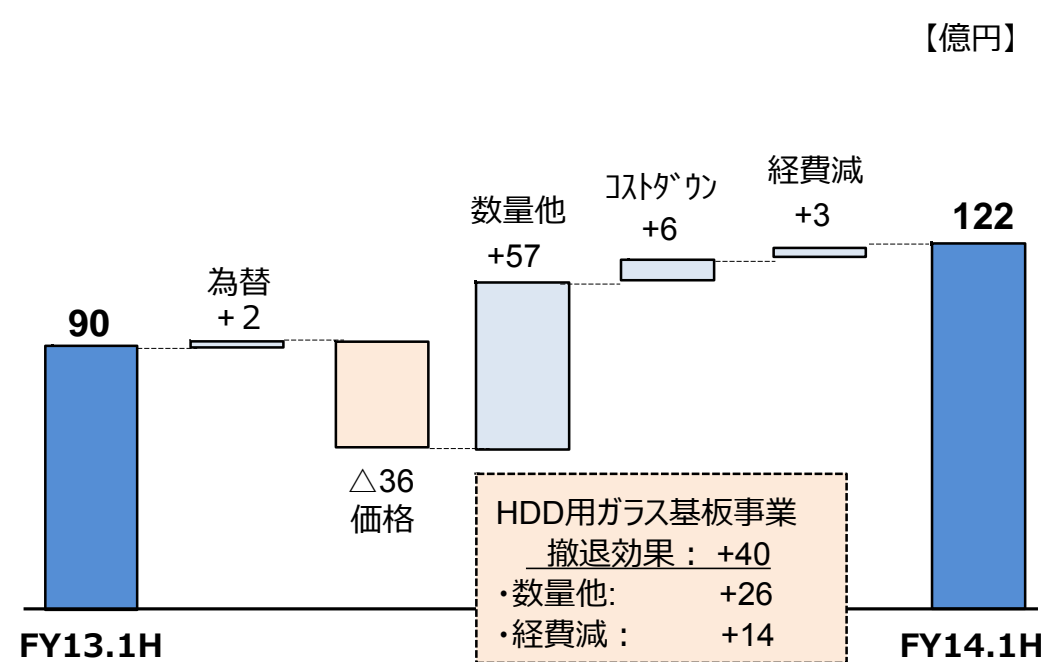 【億円】
90
為替
+２
△36
価格
数量他
+57
ｺｽﾄﾀﾞｳﾝ
+6
経費減
+3
122
HDD用ガラス基板事業
撤退効果： +40
・数量他: +26
・経費減： +14
FY13.1H
FY14.1H